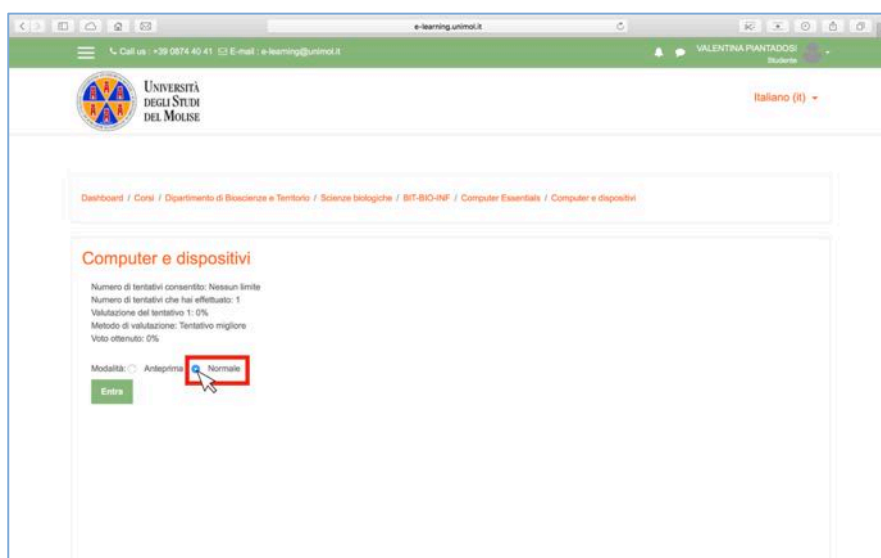 e-learning.unimol.it
Call us : +39 0874 40 41 E-mail : e-learning@unimol.it
VALENTINA PIANTADOSI
Studente
UNIVERSITÀ
DEGLI STUDI
DEL MOLISE
Italiano (it)
Dashboard / Corsi / Dipartimento di Bioscienze e Territorio / Scienze biologiche / BIT-BIO-INF / Computer Essentials / Computer e dispositivi
Computer e dispositivi
Numero di tentativi consentito: Nessun limite
Numero di tentativi che hai effettuato: 1
Valutazione del tentativo 1: 0%
Metodo di valutazione: Tentativo migliore
Voto ottenuto: 0%
Modalità: Anteprima Normale
Entra